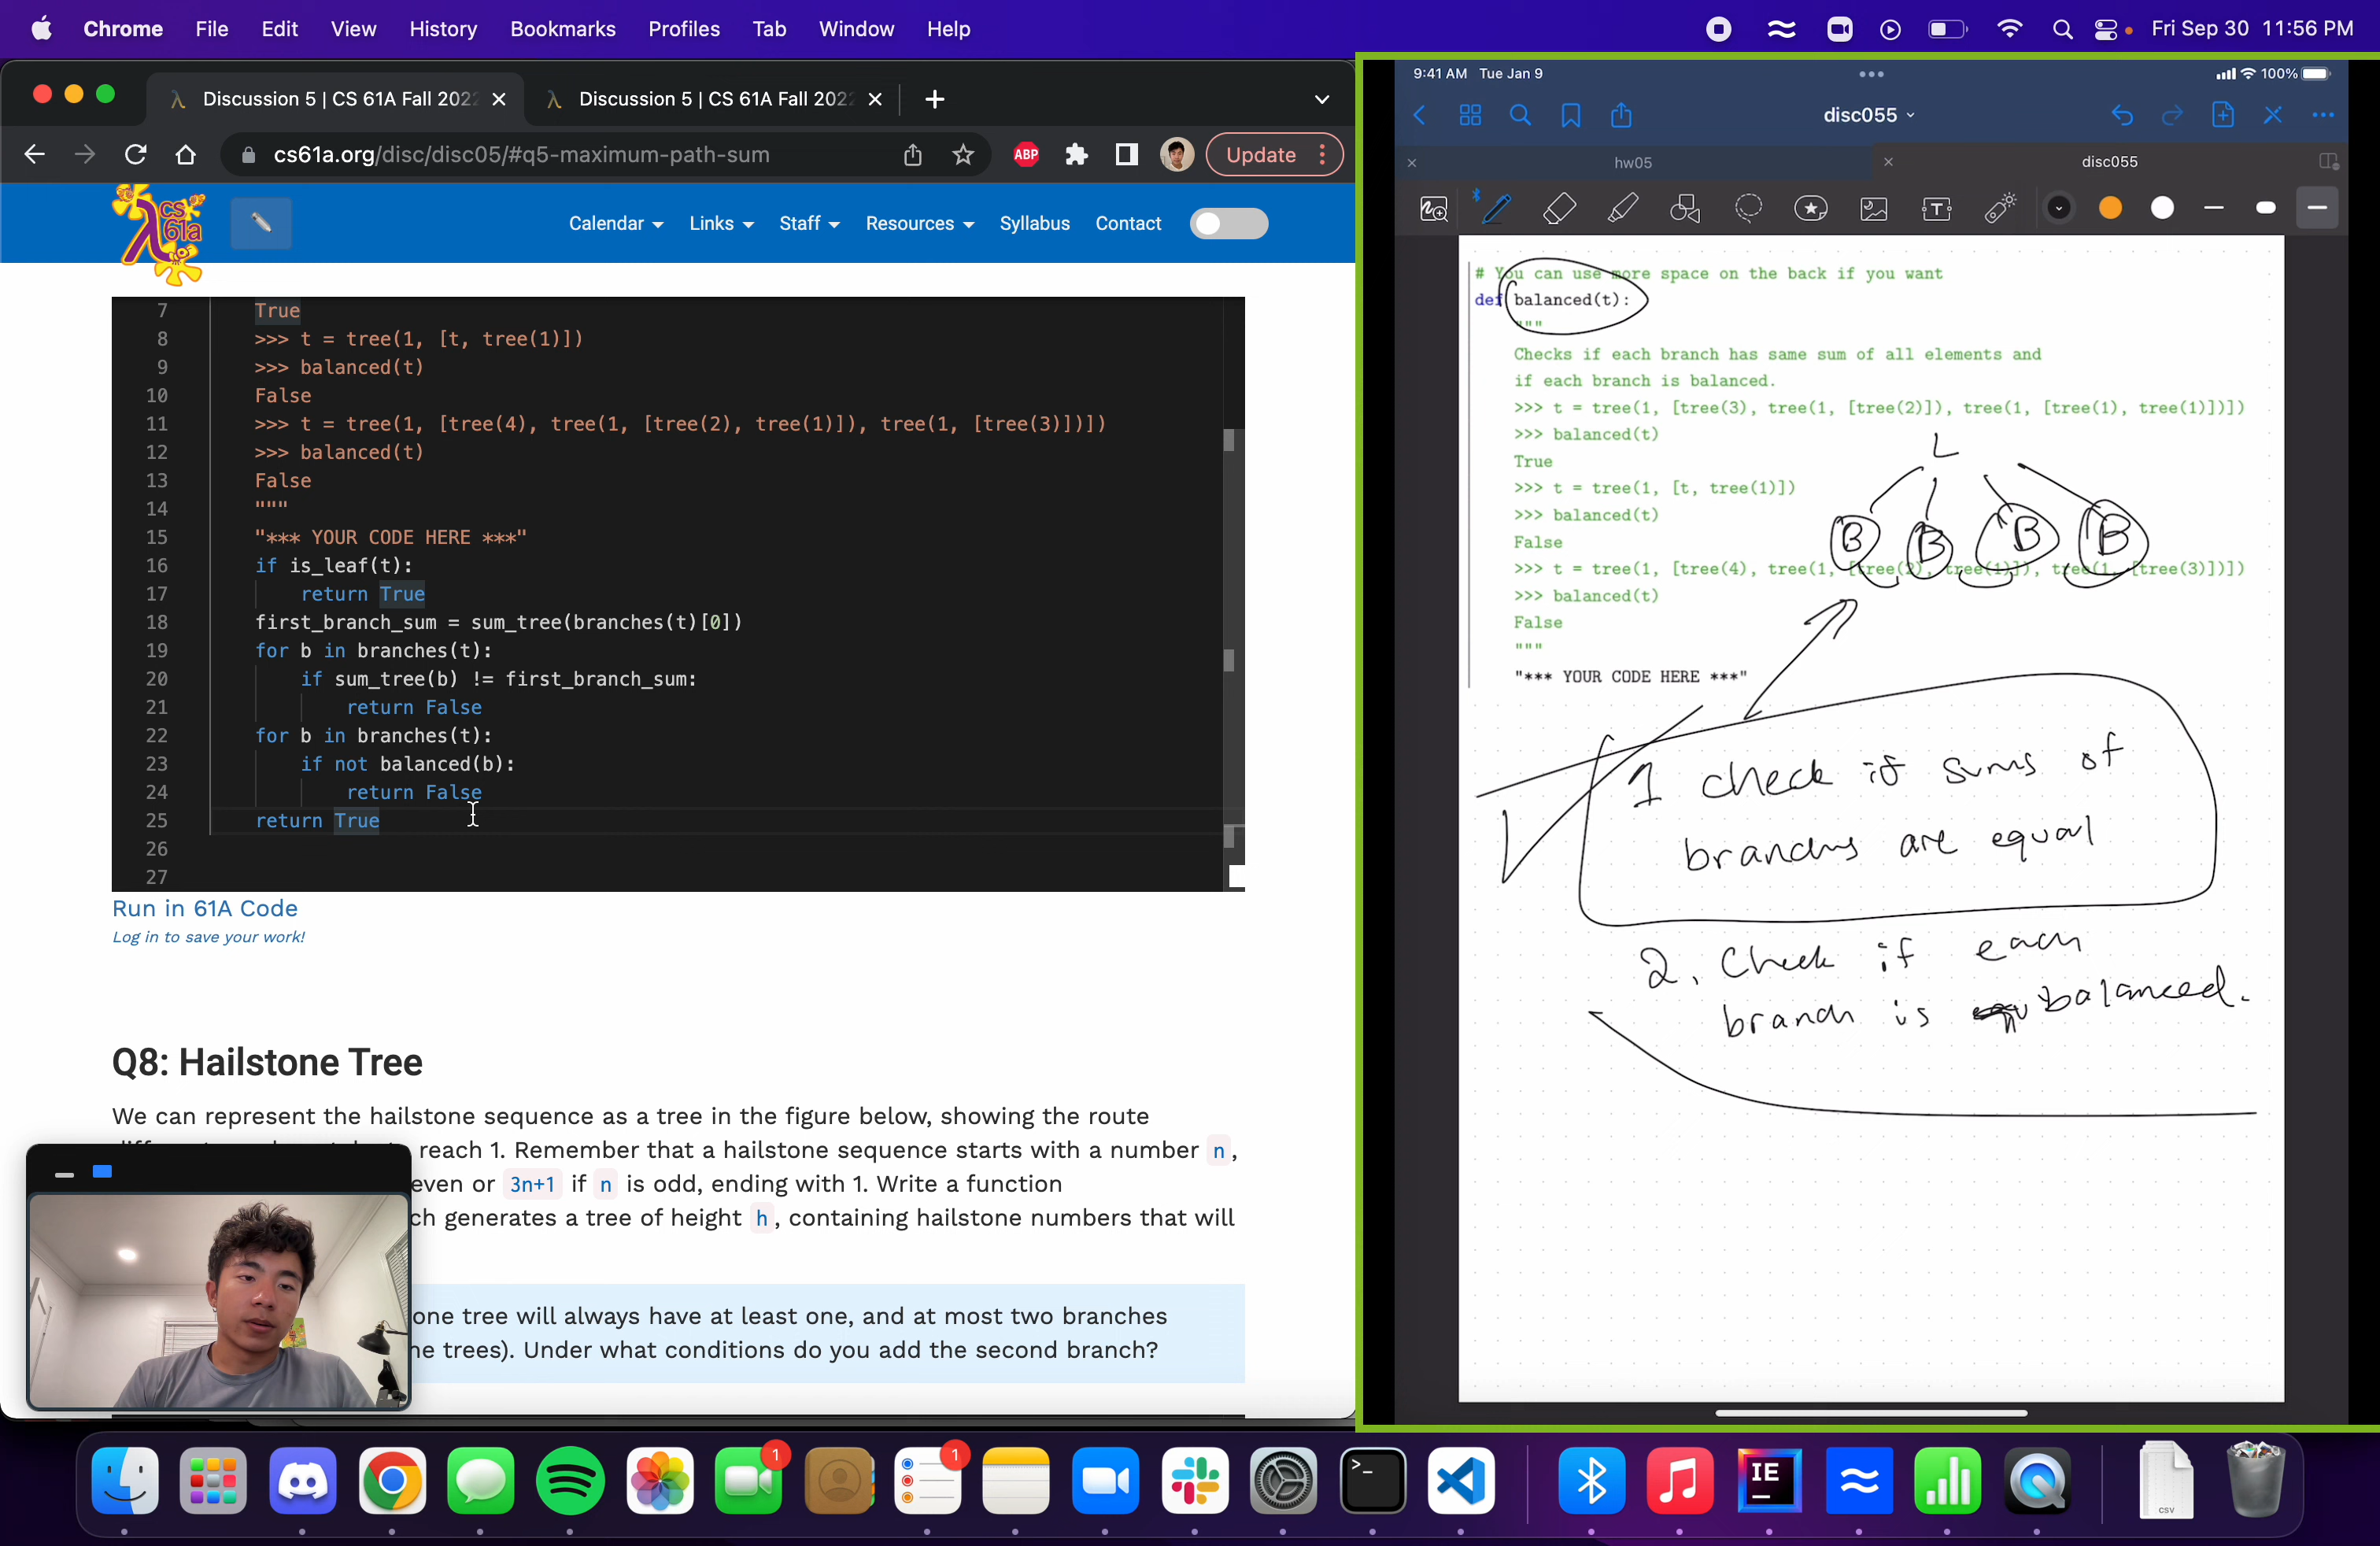 Chrome File Edit View History Bookmarks Profiles Tab Window Help
Fri Sep 30 11:56 PM
Discussion 5 | CS 61A Fall 202
Discussion 5 | CS 61A Fall 202
cs61a.org/disc/disc05/#q5-maximum-path-sum
ABP
Update
CS
61a
Calendar Links Staff Resources Syllabus Contact
7 True
8 >>> t = tree(1, [t, tree(1)])
9 >>> balanced(t)
10 False
11 >>> t = tree(1, [tree(4), tree(1, [tree(2), tree(1)]), tree(1, [tree(3)])])
12 >>> balanced(t)
13 False
14 """
15 "*** YOUR CODE HERE ***"
16 if is_leaf(t):
17 return True
18 first_branch_sum = sum_tree(branches(t)[0])
19 for b in branches(t):
20 if sum_tree(b) != first_branch_sum:
21 return False
22 for b in branches(t):
23 if not balanced(b):
24 return False
25 return True
26
27
Run in 61A Code
Log in to save your work!
Q8: Hailstone Tree
We can represent the hailstone sequence as a tree in the figure below, showing the route
reach 1. Remember that a hailstone sequence starts with a number n,
even or 3n+1 if n is odd, ending with 1. Write a function
ch generates a tree of height h, containing hailstone numbers that will
one tree will always have at least one, and at most two branches
he trees). Under what conditions do you add the second branch?
9:41 AM Tue Jan 9
100%
disc055
hw05
disc055
# You can use more space on the back if you want
def balanced(t):
"""
Checks if each branch has same sum of all elements and
if each branch is balanced.
>>> t = tree(1, [tree(3), tree(1, [tree(2)]), tree(1, [tree(1), tree(1)])])
>>> balanced(t)
True
>>> t = tree(1, [t, tree(1)])
>>> balanced(t)
False
>>> t = tree(1, [tree(4), tree(1, [tree(2), tree(1)]), tree(1, [tree(3)])])
>>> balanced(t)
False
"""
"*** YOUR CODE HERE ***"
L
B B B B
1 check if sums of
branches are equal
2. Check if each
branch is balanced.
1
1
IE
CSV